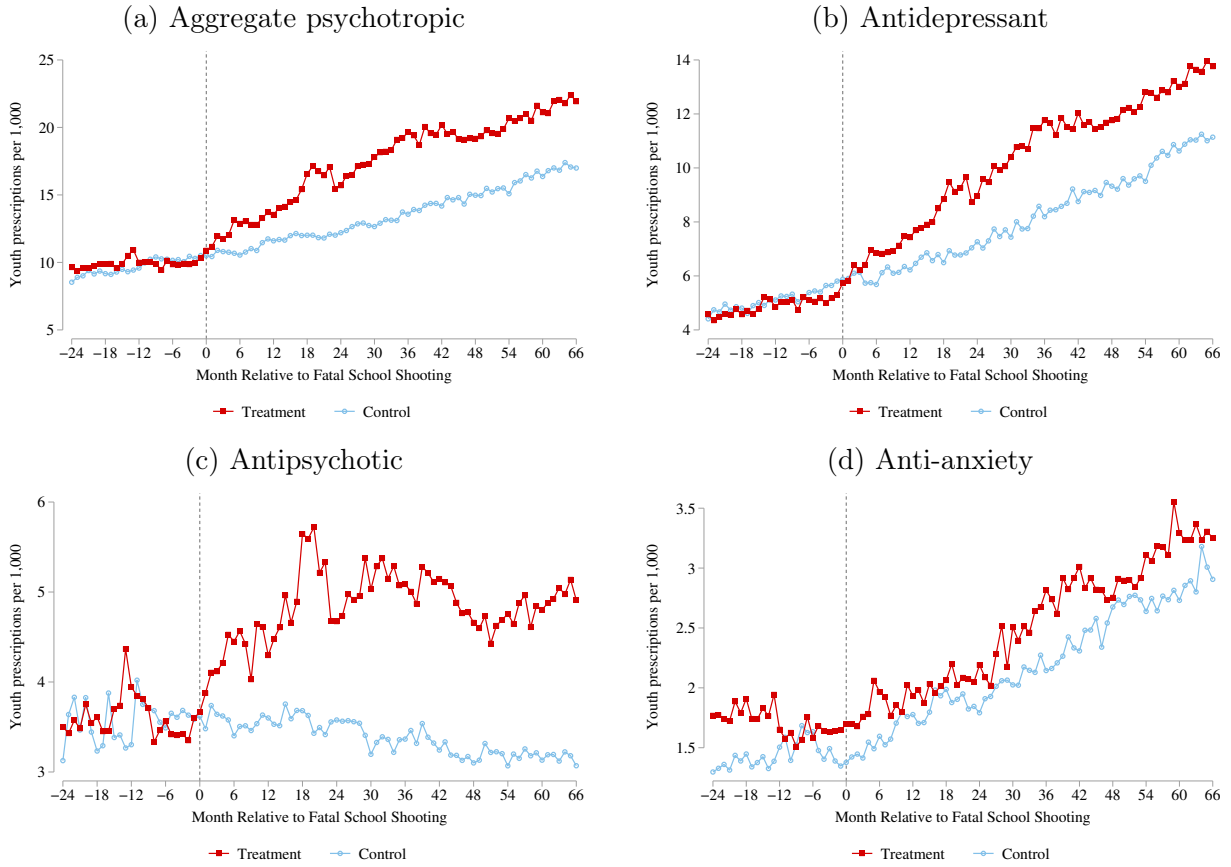 (a) Aggregate psychotropic
25
20
15
10
5
Youth prescriptions per 1,000
−24 −18 −12 −6 0 6 12 18 24 30 36 42 48 54 60 66
Month Relative to Fatal School Shooting
Treatment Control
(b) Antidepressant
14
12
10
8
6
4
Youth prescriptions per 1,000
−24 −18 −12 −6 0 6 12 18 24 30 36 42 48 54 60 66
Month Relative to Fatal School Shooting
Treatment Control
(c) Antipsychotic
6
5
4
3
Youth prescriptions per 1,000
−24 −18 −12 −6 0 6 12 18 24 30 36 42 48 54 60 66
Month Relative to Fatal School Shooting
Treatment Control
(d) Anti-anxiety
3.5
3
2.5
2
1.5
Youth prescriptions per 1,000
−24 −18 −12 −6 0 6 12 18 24 30 36 42 48 54 60 66
Month Relative to Fatal School Shooting
Treatment Control